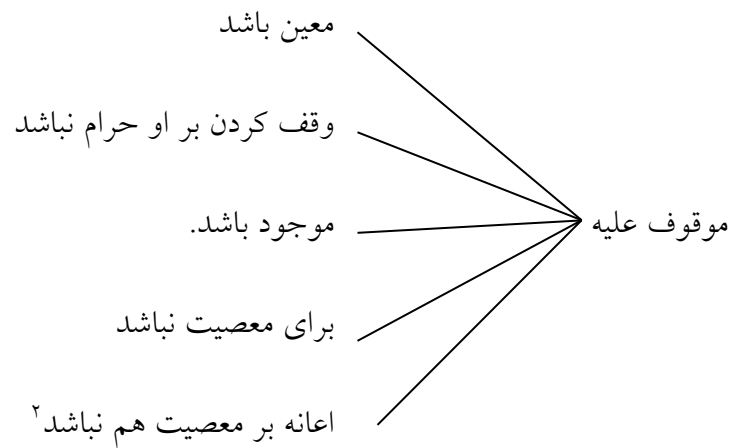 معین باشد
وقف کردن بر او حرام نباشد
موقوف علیه
موجود باشد.
برای معصیت نباشد
اعانه بر معصیت هم نباشد۲